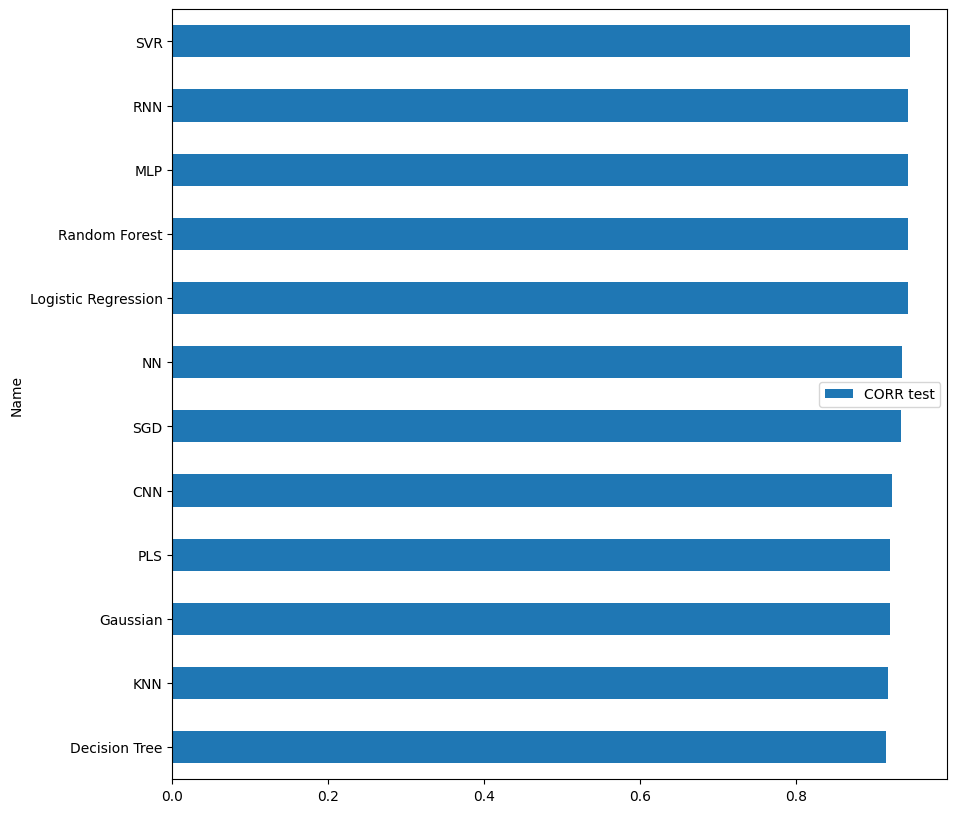 SVR
RNN
MLP
Random Forest
Logistic Regression
NN
Name
CORR test
SGD
CNN
PLS
Gaussian
KNN
Decision Tree
0.0 0.2 0.4 0.6 0.8